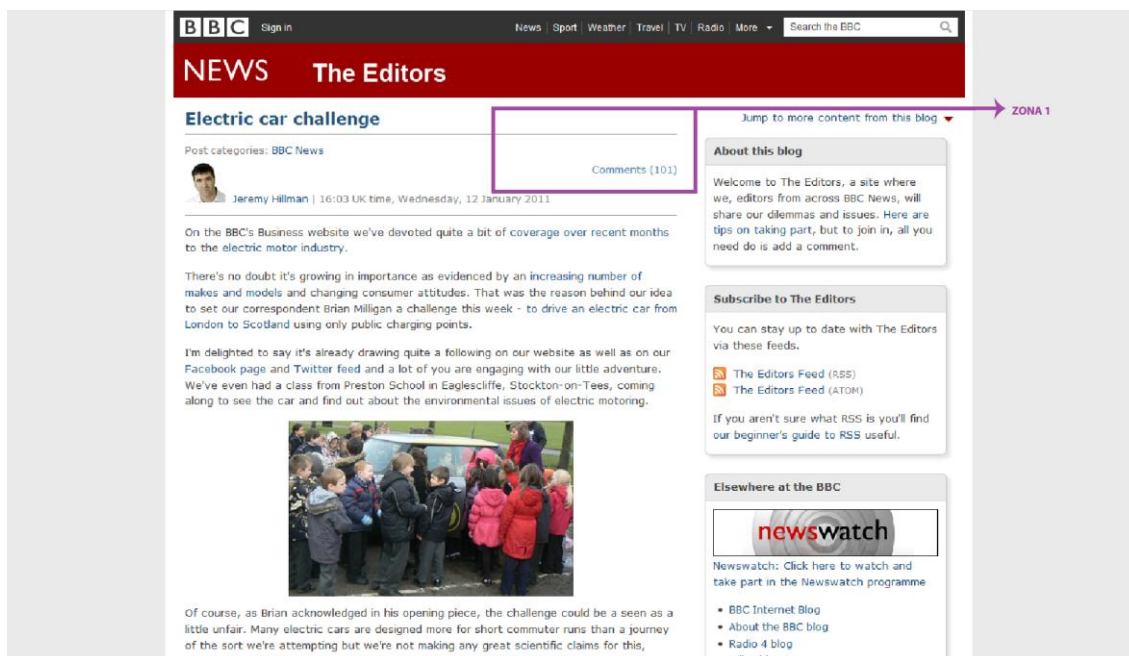 BBC Sign in News Sport Weather Travel TV Radio More Search the BBC
NEWS The Editors
Electric car challenge
Post categories: BBC News
Comments (101)
Jeremy Hillman | 16:03 UK time, Wednesday, 12 January 2011
On the BBC's Business website we've devoted quite a bit of coverage over recent months
to the electric motor industry.
There's no doubt it's growing in importance as evidenced by an increasing number of
makes and models and changing consumer attitudes. That was the reason behind our idea
to set our correspondent Brian Milligan a challenge this week - to drive an electric car from
London to Scotland using only public charging points.
I'm delighted to say it's already drawing quite a following on our website as well as on our
Facebook page and Twitter feed and a lot of you are engaging with our little adventure.
We've even had a class from Preston School in Eaglescliffe, Stockton-on-Tees, coming
along to see the car and find out about the environmental issues of electric motoring.
Of course, as Brian acknowledged in his opening piece, the challenge could be a seen as a
little unfair. Many electric cars are designed more for short commuter runs than a journey
of the sort we're attempting but we're not making any great scientific claims for this,
Jump to more content from this blog
ZONA 1
About this blog
Welcome to The Editors, a site where
we, editors from across BBC News, will
share our dilemmas and issues. Here are
tips on taking part, but to join in, all you
need do is add a comment.
Subscribe to The Editors
You can stay up to date with The Editors
via these feeds.
The Editors Feed (RSS)
The Editors Feed (ATOM)
If you aren't sure what RSS is you'll find
our beginner's guide to RSS useful.
Elsewhere at the BBC
newswatch
Newswatch: Click here to watch and
take part in the Newswatch programme
• BBC Internet Blog
• About the BBC blog
• Radio 4 blog